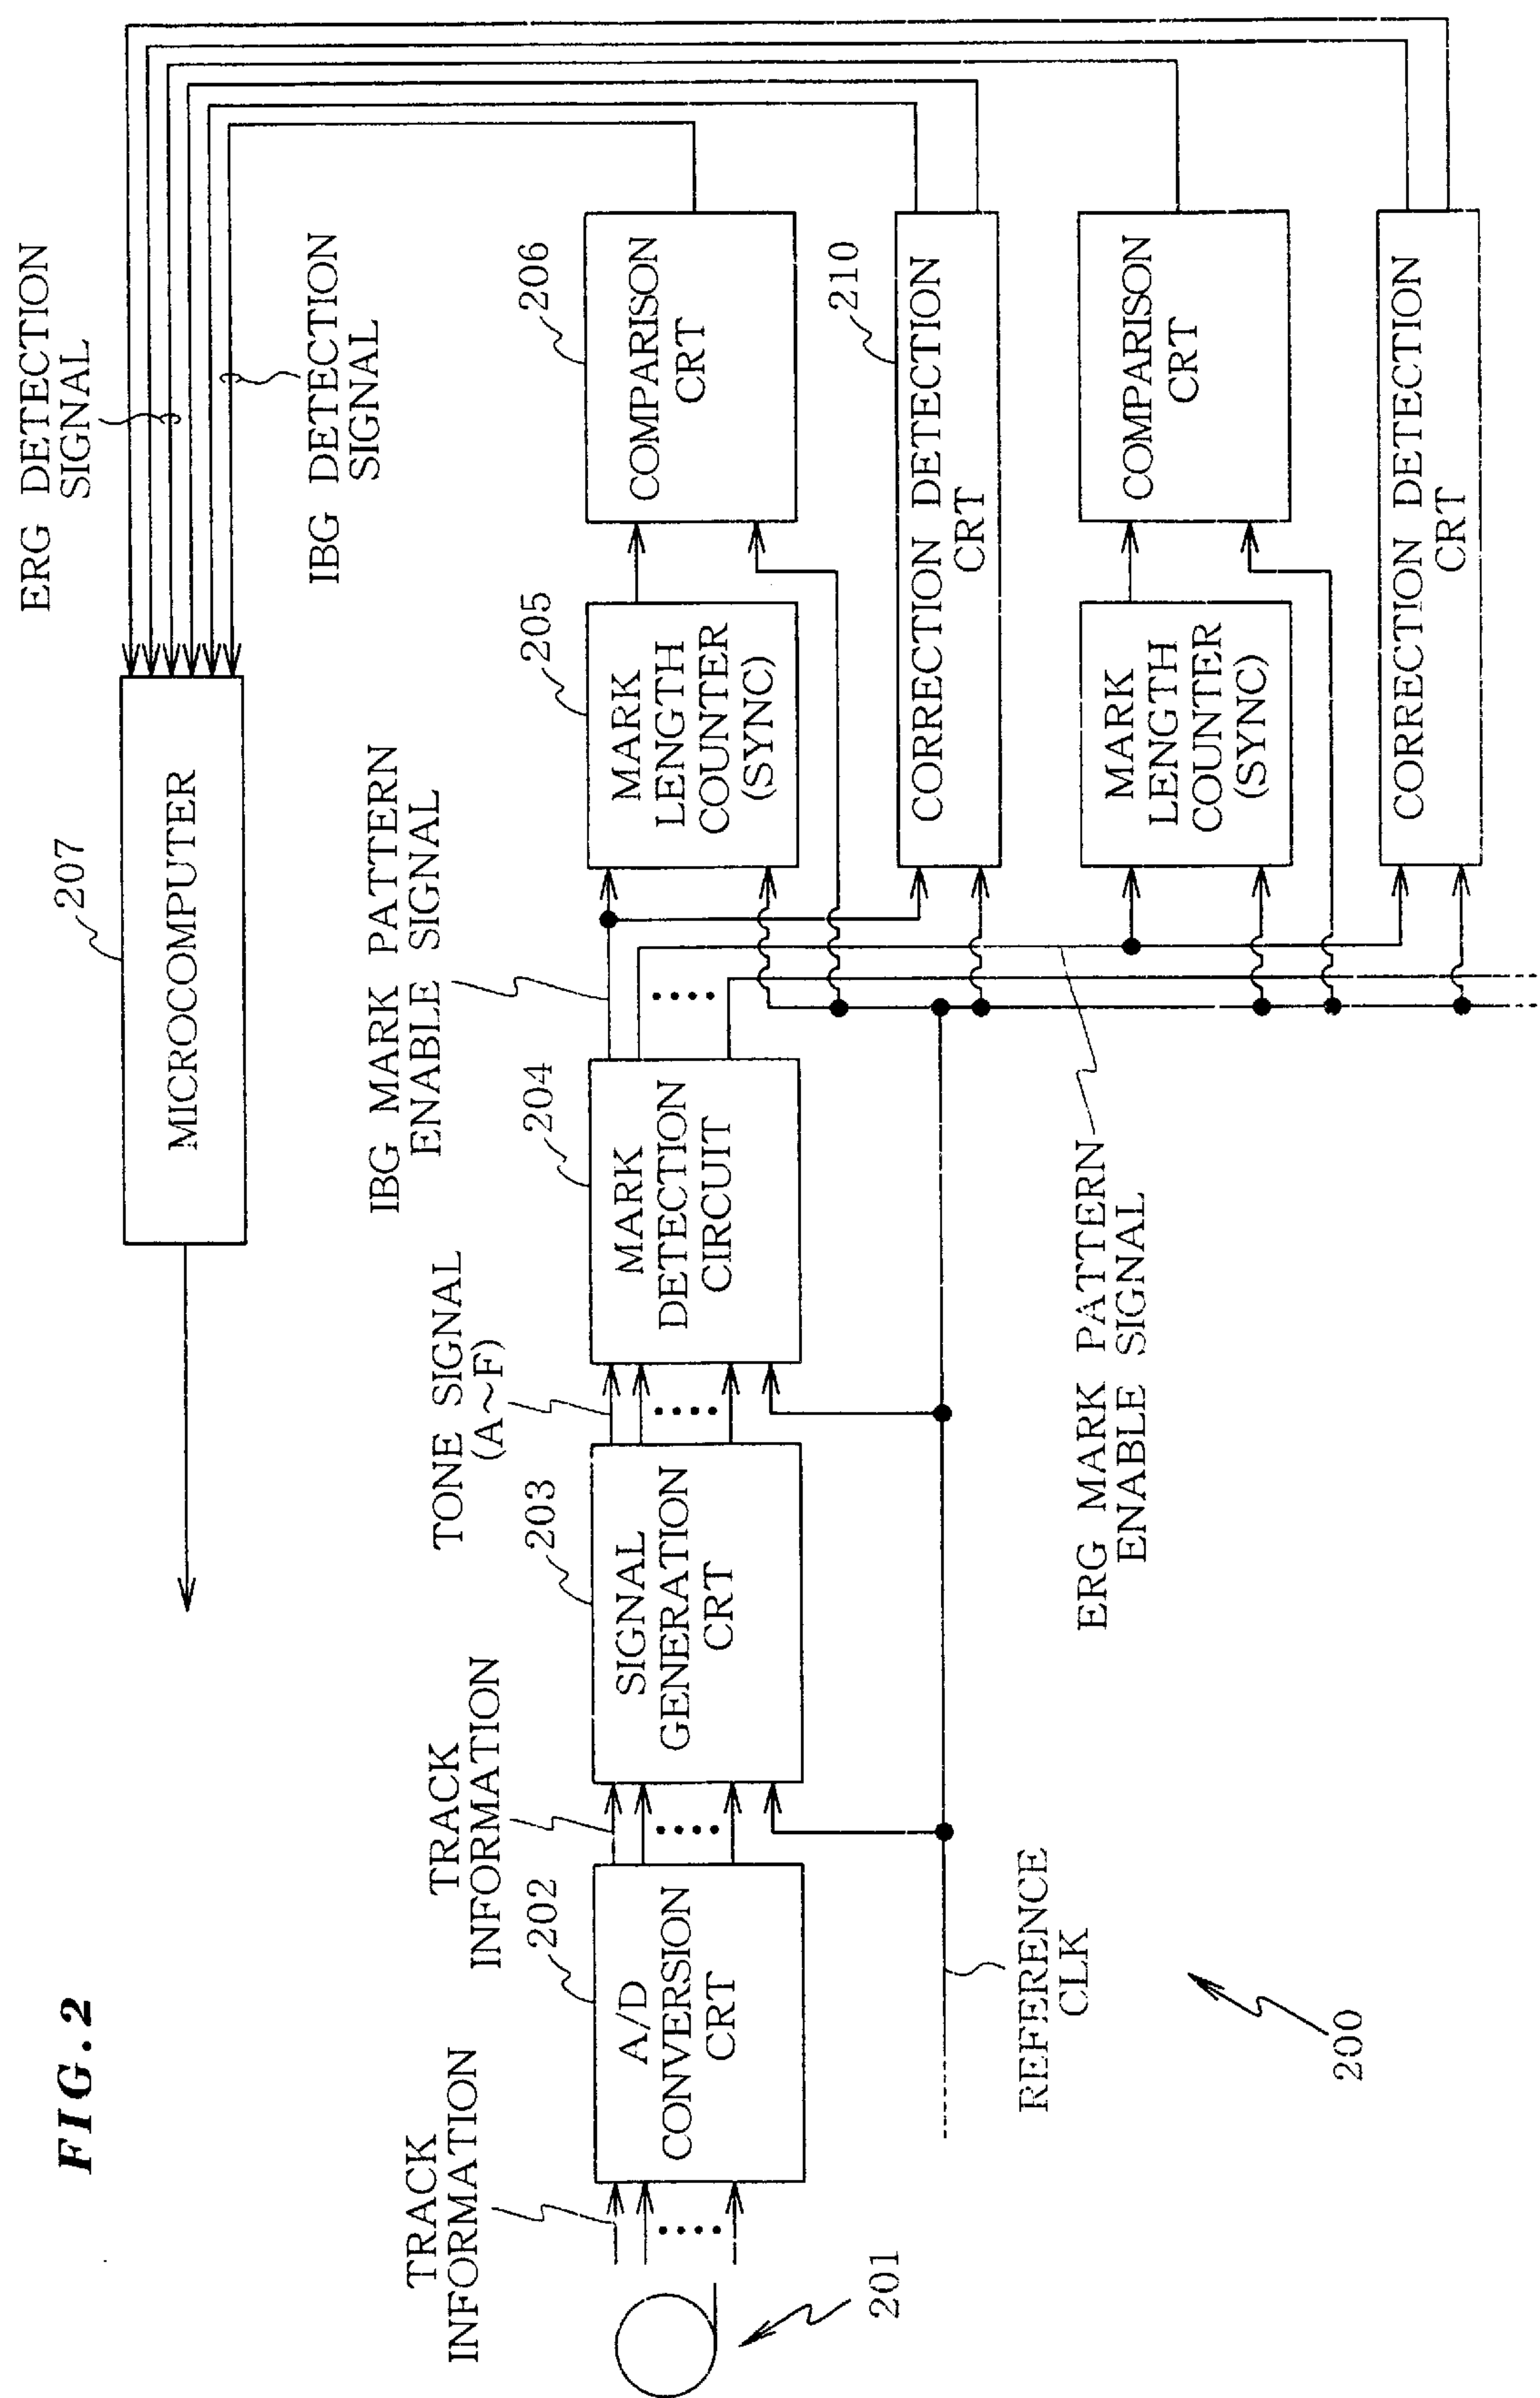 FIG.2
ERG DETECTION
SIGNAL
IBG DETECTION
SIGNAL
207
MICROCOMPUTER
TRACK
INFORMATION
201
202
A/D
CONVERSION
CRT
TRACK
INFORMATION
203
SIGNAL
GENERATION
CRT
TONE SIGNAL
(A~F)
204
MARK
DETECTION
CIRCUIT
IBG MARK PATTERN
ENABLE SIGNAL
205
MARK
LENGTH
COUNTER
(SYNC)
206
COMPARISON
CRT
210
CORRECTION DETECTION
CRT
MARK
LENGTH
COUNTER
(SYNC)
COMPARISON
CRT
CORRECTION DETECTION
CRT
ERG MARK PATTERN
ENABLE SIGNAL
REFERENCE
CLK
200